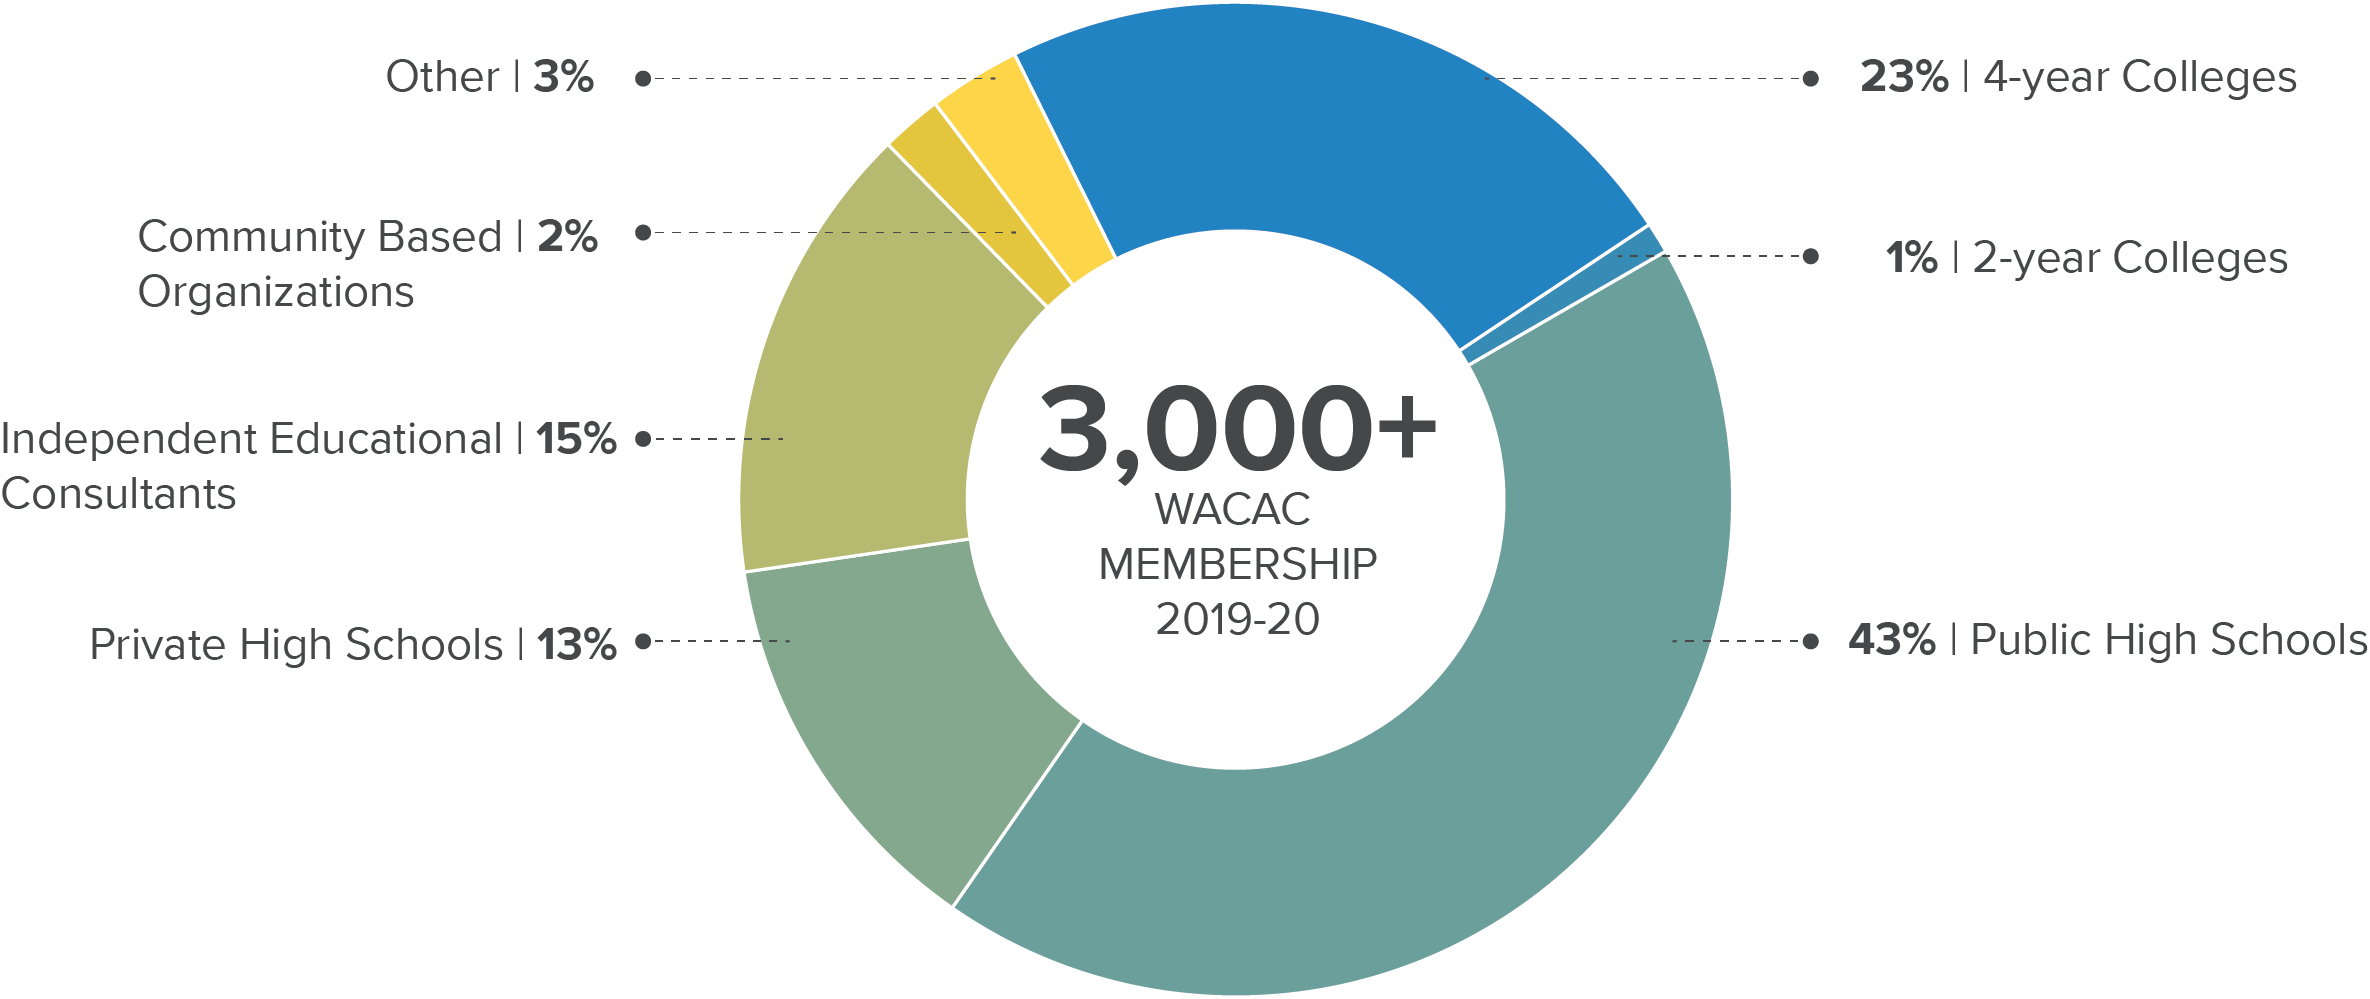 Other | 3%
Community Based | 2%
Organizations
Independent Educational | 15%
Consultants
Private High Schools | 13%
3,000+
WACAC
MEMBERSHIP
2019-20
23% | 4-year Colleges
1% | 2-year Colleges
43% | Public High Schools